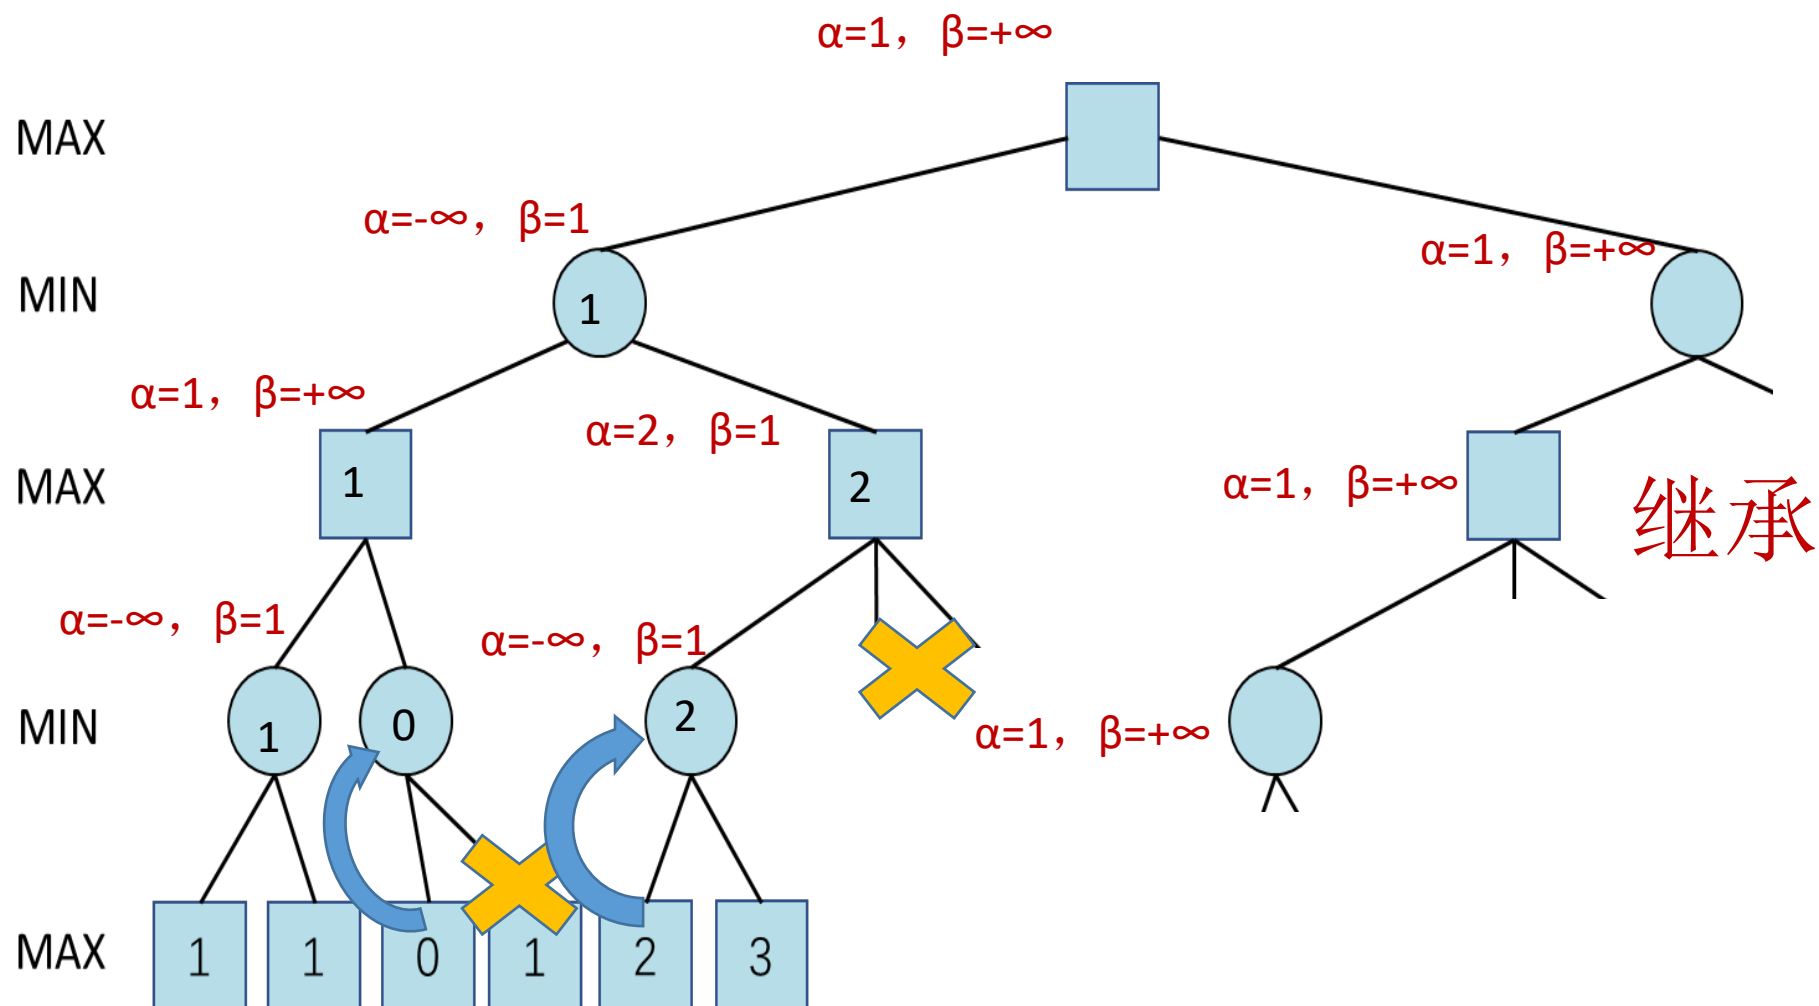 α=1，β=+∞
MAX
α=-∞，β=1
α=1，β=+∞
MIN
1
α=1，β=+∞
α=2，β=1
MAX
1
2
α=1，β=+∞
继承
α=-∞，β=1
α=-∞，β=1
MIN
1
0
2
α=1，β=+∞
MAX
1
1
0
1
2
3